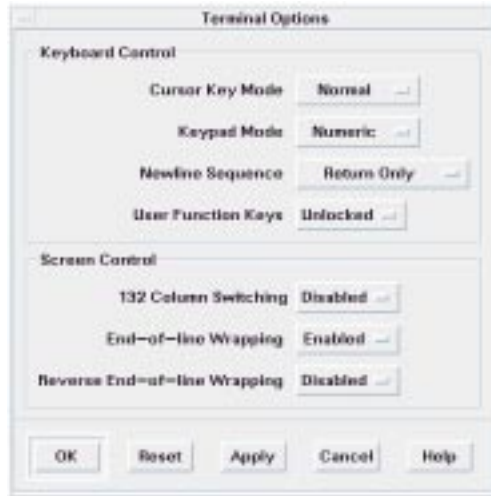 Terminal Options
Keyboard Control
Cursor Key Mode Normal
Keypad Mode Numeric
Newline Sequence Return Only
User Function Keys Unlocked
Screen Control
132 Column Switching Disabled
End-of-line Wrapping Enabled
Reverse End-of-line Wrapping Disabled
OK Reset Apply Cancel Help